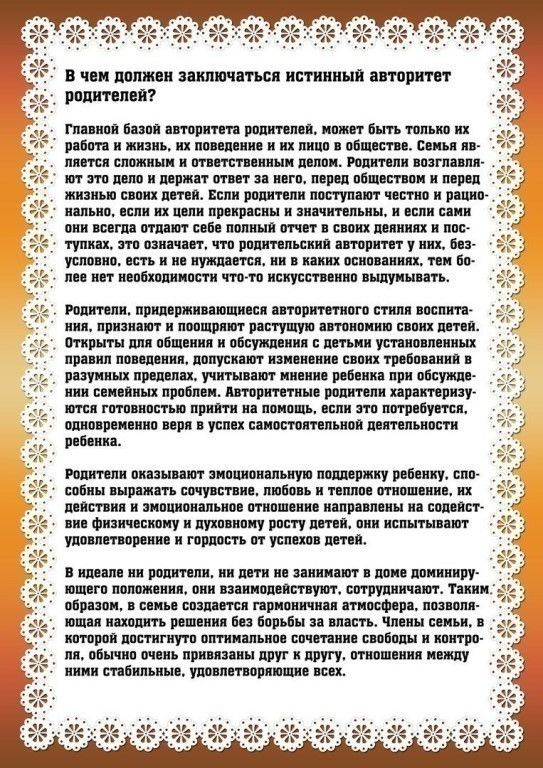 В чем должен заключаться истинный авторитет
родителей?
Главной базой авторитета родителей, может быть только их
работа и жизнь, их поведение и их лицо в обществе. Семья яв-
ляется сложным и ответственным делом. Родители возглавля-
ют это дело и держат ответ за него, перед обществом и перед
жизнью своих детей. Если родители поступают честно и рацио-
нально, если их цели прекрасны и значительны, и если сами
они всегда отдают себе полный отчет в своих деяниях и пос-
тупках, это означает, что родительский авторитет у них, без-
условно, есть и не нуждается, ни в каких основаниях, тем бо-
лее нет необходимости что-то искусственно выдумывать.
Родители, придерживающиеся авторитетного стиля воспита-
ния, признают и поощряют растущую автономию своих детей.
Открыты для общения и обсуждения с детьми установленных
правил поведения, допускают изменение своих требований в
разумных пределах, учитывают мнение ребенка при обсужде-
нии семейных проблем. Авторитетные родители характеризу-
ются готовностью прийти на помощь, если это потребуется,
одновременно веря в успех самостоятельной деятельности
ребенка.
Родители оказывают эмоциональную поддержку ребенку, спо-
собны выражать сочувствие, любовь и теплое отношение, их
действия и эмоциональное отношение направлены на содейст-
вие физическому и духовному росту детей, они испытывают
удовлетворение и гордость от успехов детей.
В идеале ни родители, ни дети не занимают в доме доминиру-
ющего положения, они взаимодействуют, сотрудничают. Таким
образом, в семье создается гармоничная атмосфера, позволя-
ющая находить решения без борьбы за власть. Члены семьи, в
которой достигнуто оптимальное сочетание свободы и контро-
ля, обычно очень привязаны друг к другу, отношения между
ними стабильные, удовлетворяющие всех.